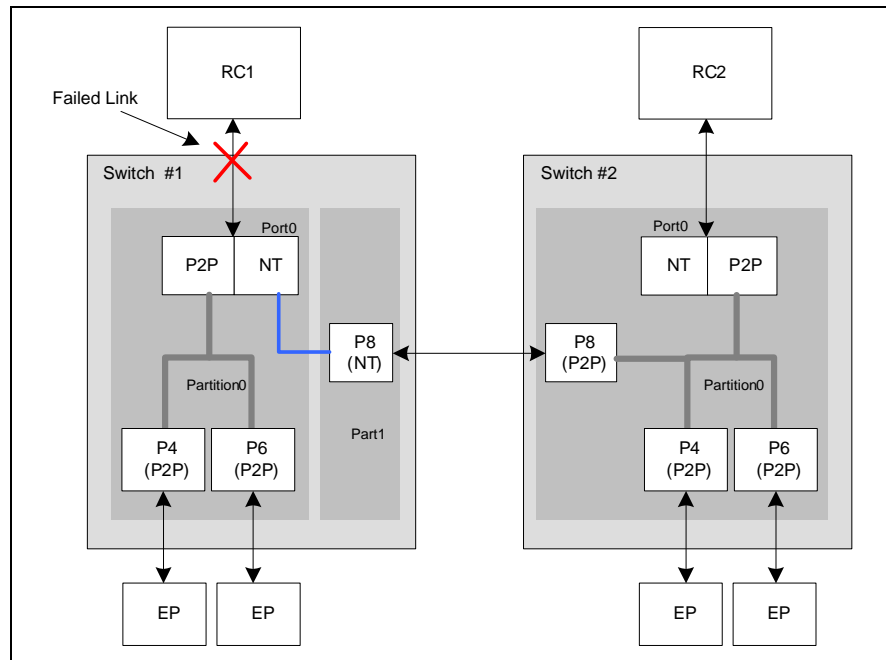 RC1
RC2
Failed Link
Switch  #1
Switch #2
Port0
Port0
P2P
NT
NT
P2P
P8
(NT)
P8
(P2P)
Partition0
Partition0
Part1
P4
(P2P)
P6
(P2P)
P4
(P2P)
P6
(P2P)
EP
EP
EP
EP